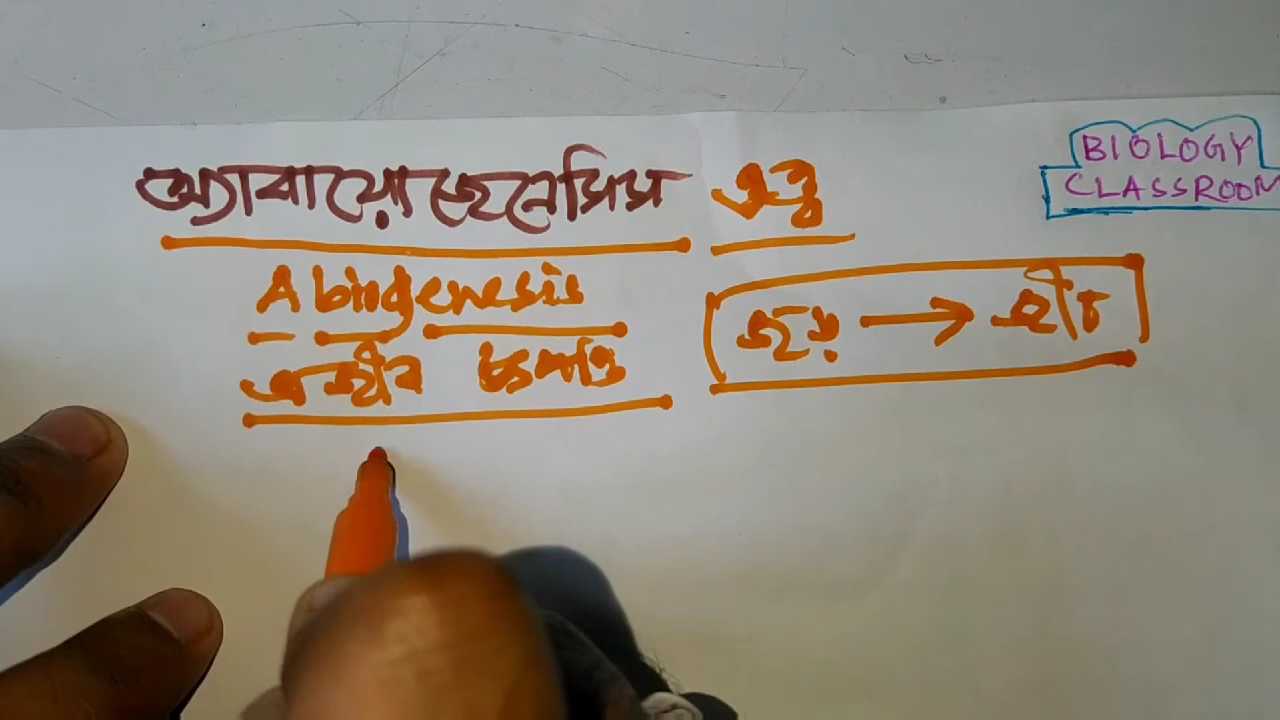 অ্যাবায়োজেনেসিস তত্ত্ব
Abiogenesis
অজীব উৎপত্তি
জড় → জীব
BIOLOGY
CLASSROOM